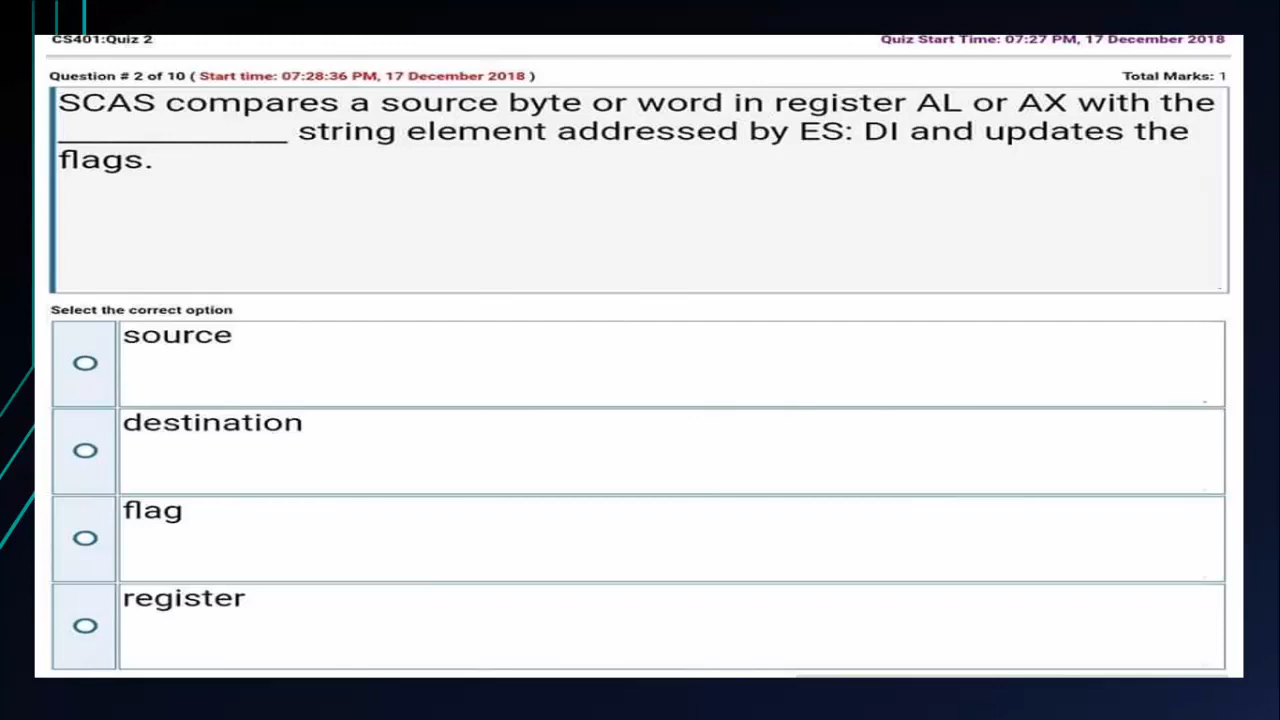 CS401:Quiz 2
Quiz Start Time: 07:27 PM, 17 December 2018
Question # 2 of 10 ( Start time: 07:28:36 PM, 17 December 2018 )
Total Marks: 1
SCAS compares a source byte or word in register AL or AX with the
____________ string element addressed by ES: DI and updates the
flags.
Select the correct option
source
destination
flag
register